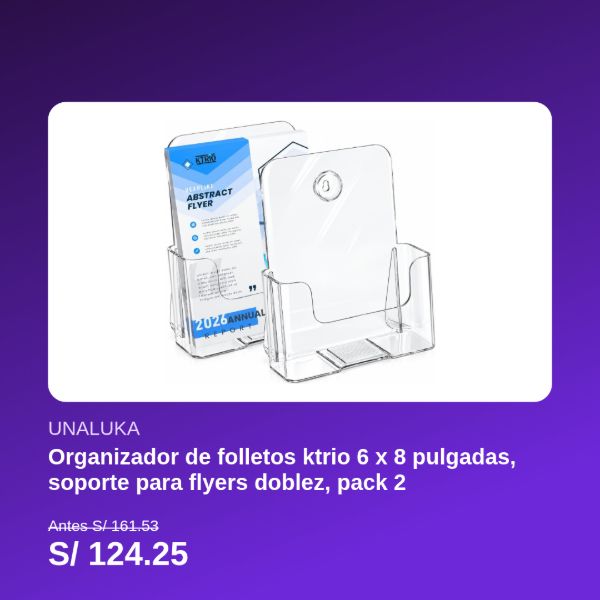 KTRIO
ABSTRACT
FLYER
2026 ANNUAL
REPORT
UNALUKA
Organizador de folletos ktrio 6 x 8 pulgadas,
soporte para flyers doblez, pack 2
Antes S/ 161.53
S/ 124.25